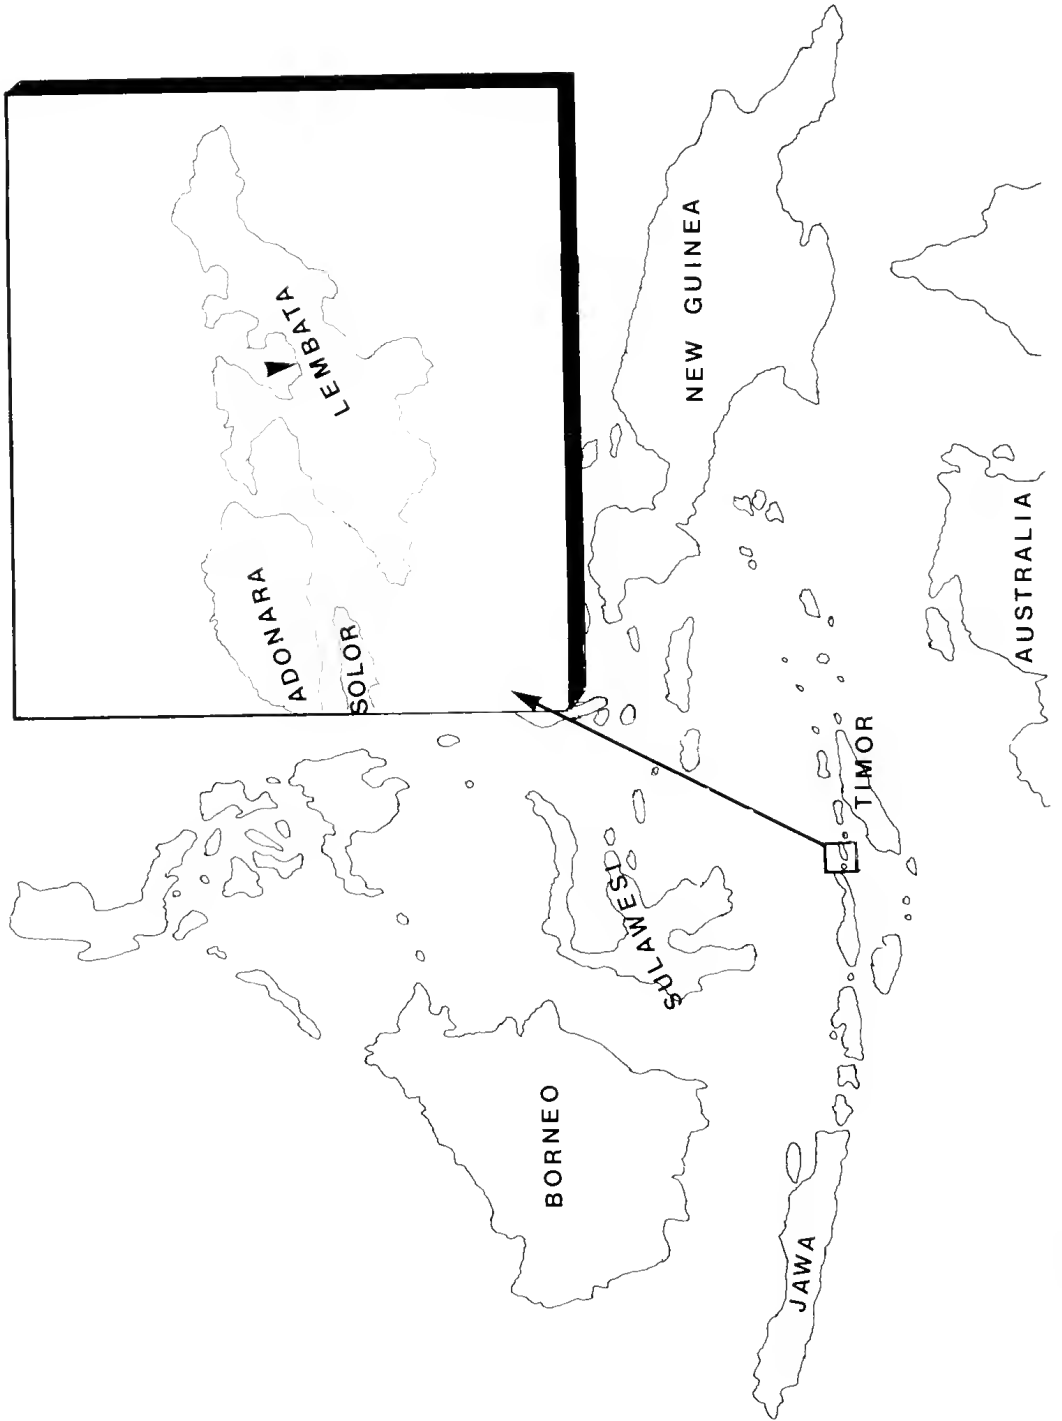 ADONARA
SOLOR
LEMBATA
NEW GUINEA
BORNEO
SULAWESI
TIMOR
JAWA
AUSTRALIA